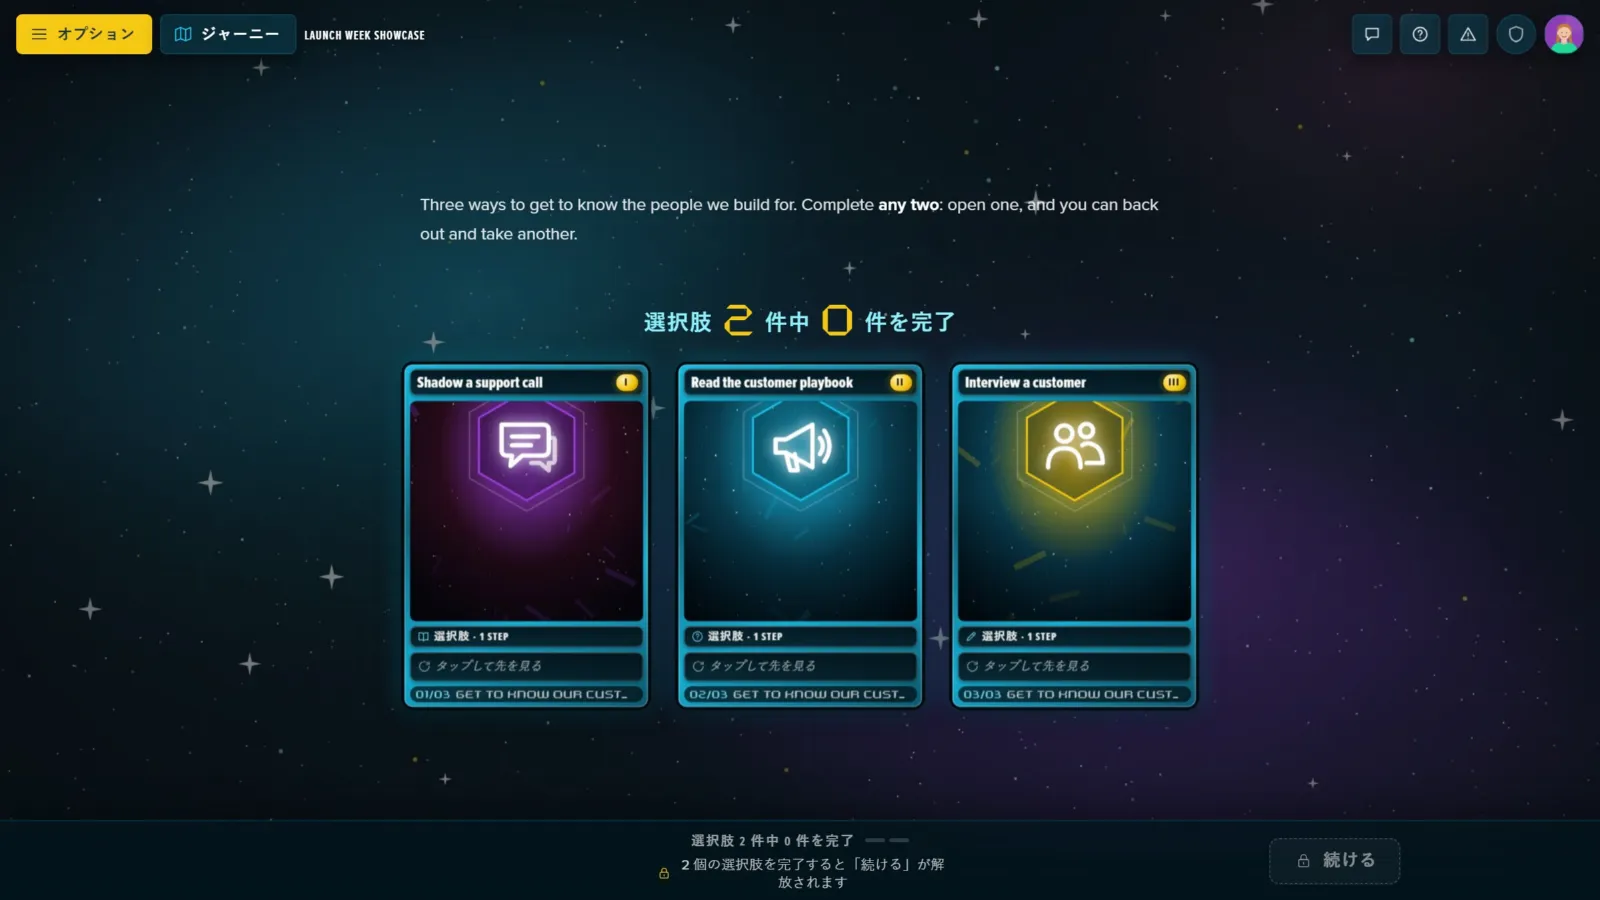 オプション
ジャーニー
LAUNCH WEEK SHOWCASE
Three ways to get to know the people we build for. Complete any two: open one, and you can back
out and take another.
選択肢 2 件中 0 件を完了
Shadow a support call
I
Read the customer playbook
II
Interview a customer
III
選択肢 · 1 STEP
選択肢 · 1 STEP
選択肢 · 1 STEP
タップして先を見る
タップして先を見る
タップして先を見る
01/03 GET TO KNOW OUR CUST…
02/03 GET TO KNOW OUR CUST…
03/03 GET TO KNOW OUR CUST…
選択肢 2 件中 0 件を完了
2 個の選択肢を完了すると「続ける」が解
放されます
続ける